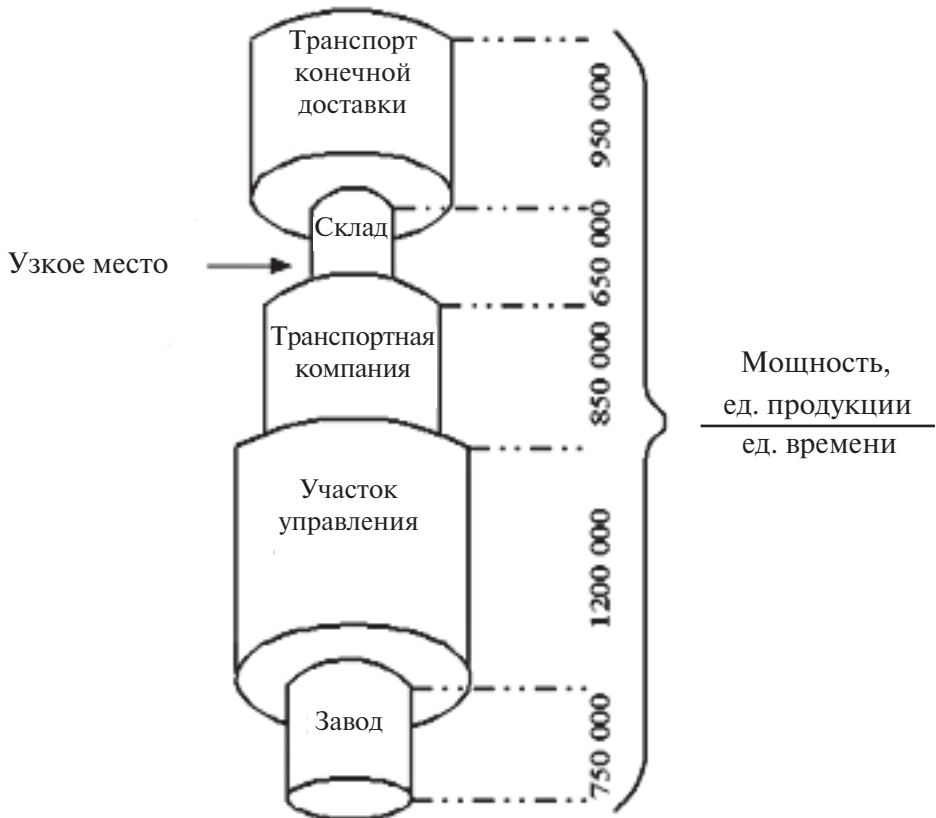 Транспорт
конечной
доставки
950 000
Склад
650 000
Узкое место
Транспортная
компания
850 000
Мощность,
ед. продукции
ед. времени
Участок
управления
1200 000
Завод
750 000